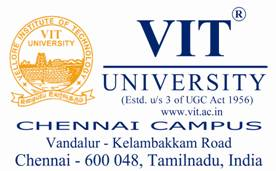 VELLORE INSTITUTE OF TECHNOLOGY
VIT
UNIVERSITY
VIT®
UNIVERSITY
(Estd. u/s 3 of UGC Act 1956)
www.vit.ac.in
CHENNAI CAMPUS
Vandalur - Kelambakkam Road
Chennai - 600 048, Tamilnadu, India